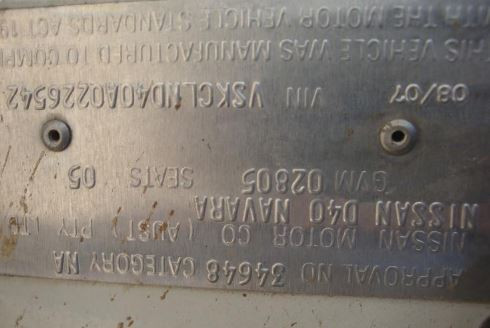 APPROVAL NO 34648 CATEGORY NA
NISSAN MOTOR CO (AUST) PTY LTD
NISSAN D40 NAVARA
GVM 02805 SEATS 05
08/07 VIN VSKCLND40A0226542
THIS VEHICLE WAS MANUFACTURED TO COMPLY
WITH THE MOTOR VEHICLE STANDARDS ACT 19